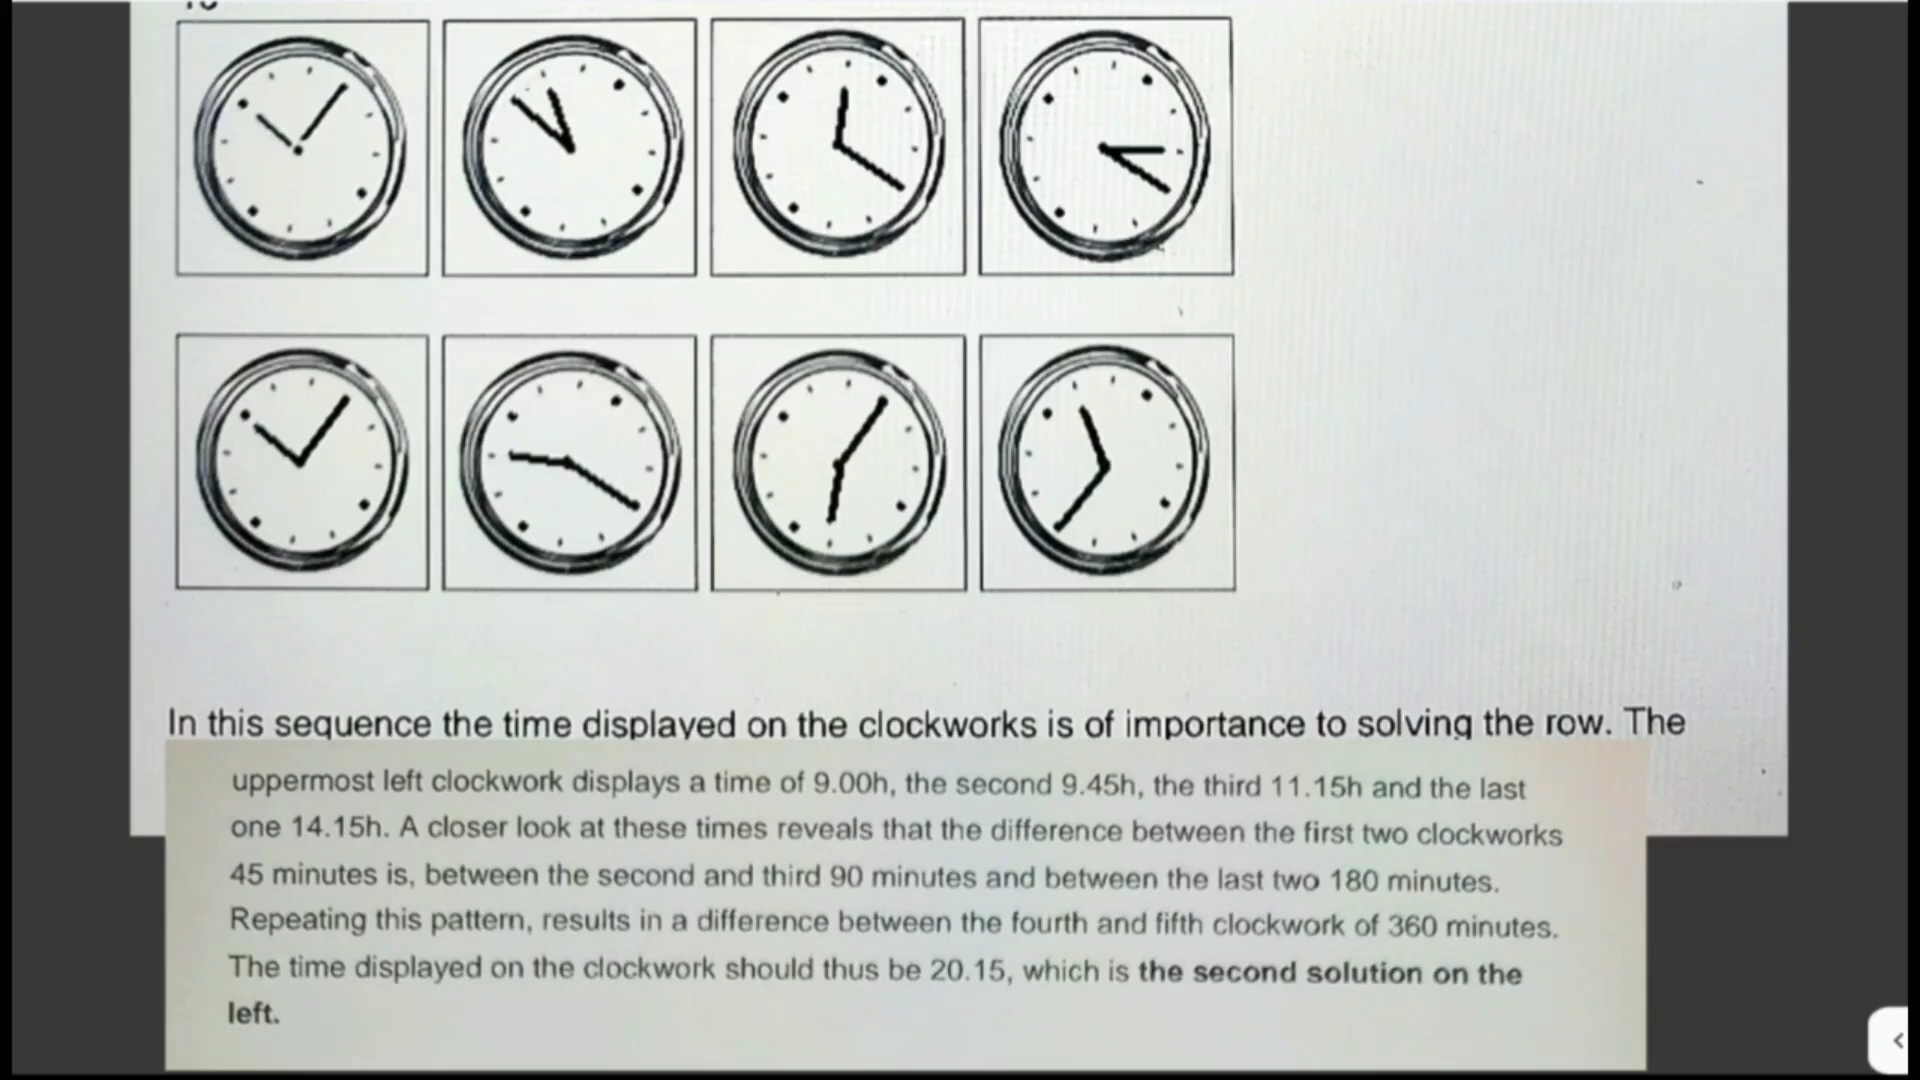 In this sequence the time displayed on the clockworks is of importance to solving the row. The
uppermost left clockwork displays a time of 9.00h, the second 9.45h, the third 11.15h and the last
one 14.15h. A closer look at these times reveals that the difference between the first two clockworks
45 minutes is, between the second and third 90 minutes and between the last two 180 minutes.
Repeating this pattern, results in a difference between the fourth and fifth clockwork of 360 minutes.
The time displayed on the clockwork should thus be 20.15, which is the second solution on the
left.